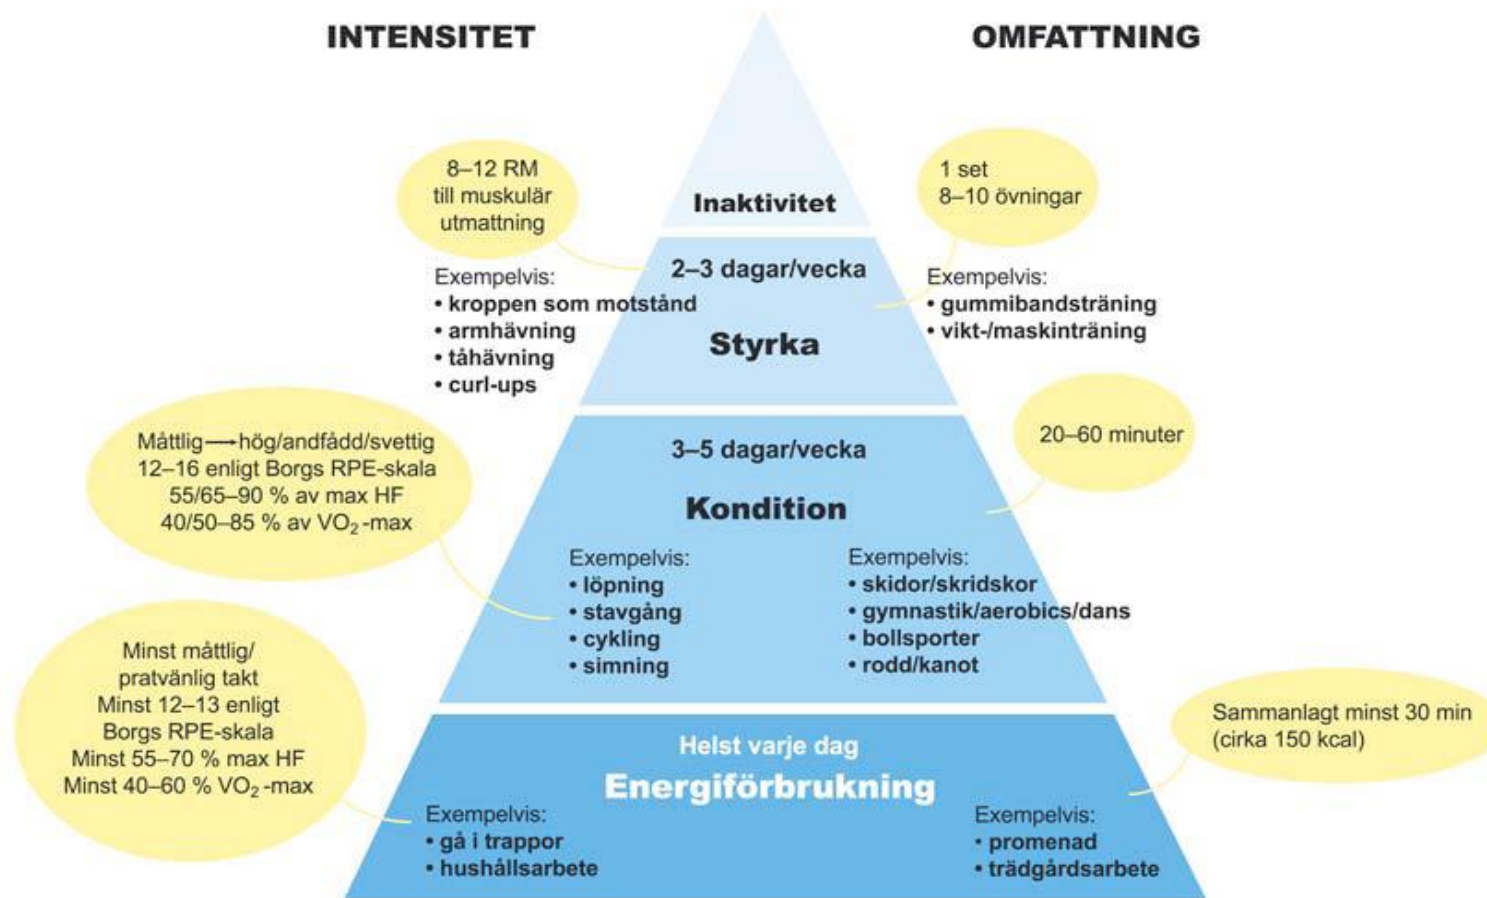 INTENSITET
OMFATTNING
8–12 RM
till muskulär
utmattning
1 set
8–10 övningar
Inaktivitet
2–3 dagar/vecka
Styrka
Exempelvis:
• kroppen som motstånd
• armhävning
• tåhävning
• curl-ups
Exempelvis:
• gummibandsträning
• vikt-/maskinträning
Måttlig⟶hög/andfådd/svettig
12–16 enligt Borgs RPE-skala
55/65–90 % av max HF
40/50–85 % av VO₂-max
20–60 minuter
3–5 dagar/vecka
Kondition
Exempelvis:
• löpning
• stavgång
• cykling
• simning
Exempelvis:
• skidor/skridskor
• gymnastik/aerobics/dans
• bollsporter
• rodd/kanot
Minst måttlig/
pratvänlig takt
Minst 12–13 enligt
Borgs RPE-skala
Minst 55–70 % max HF
Minst 40–60 % VO₂-max
Sammanlagt minst 30 min
(cirka 150 kcal)
Helst varje dag
Energiförbrukning
Exempelvis:
• gå i trappor
• hushållsarbete
Exempelvis:
• promenad
• trädgårdsarbete